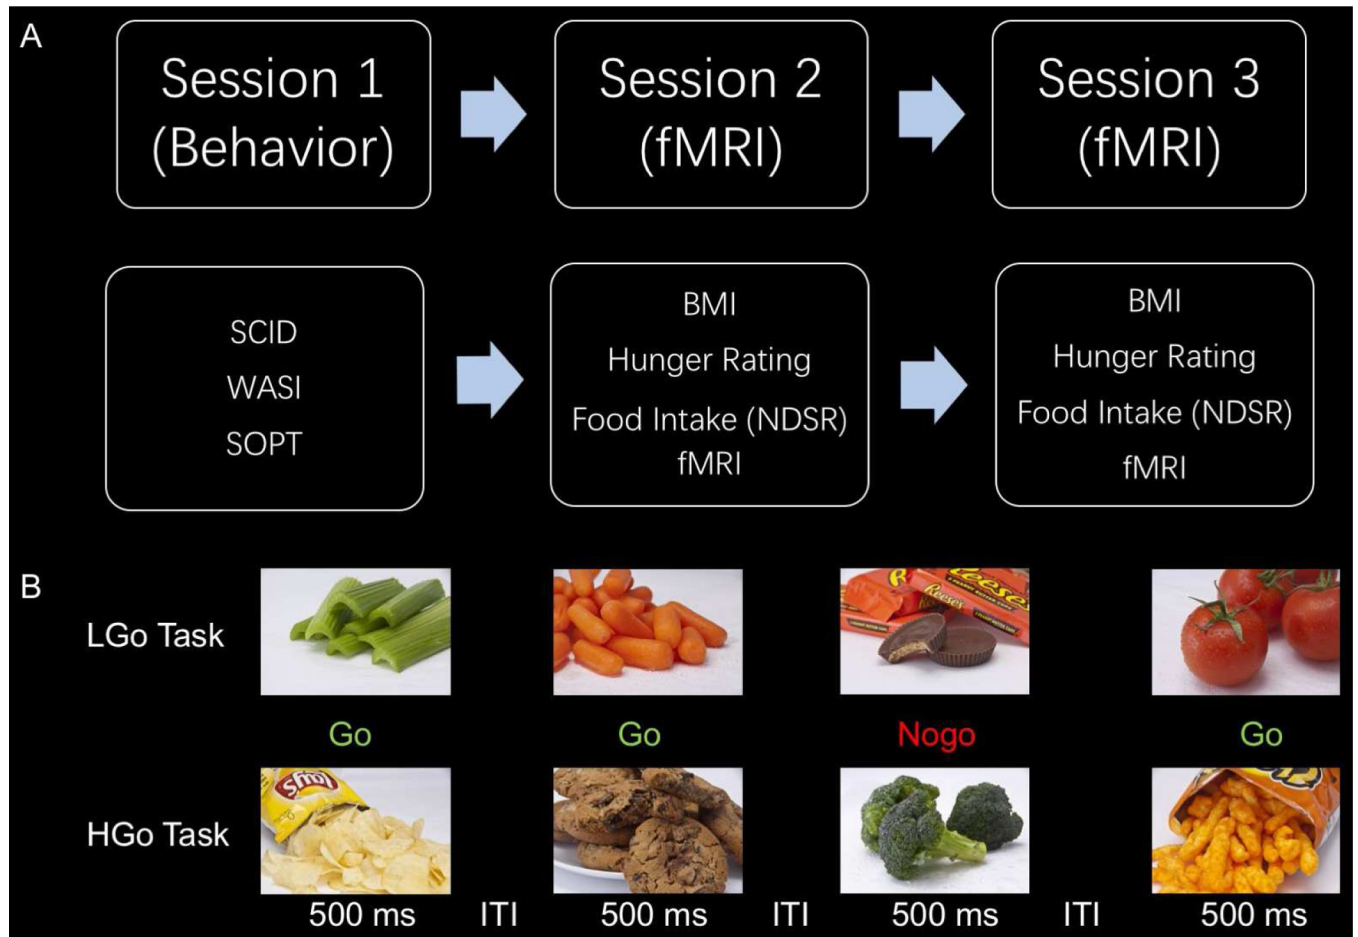 A
Session 1
(Behavior)
Session 2
(fMRI)
Session 3
(fMRI)
SCID
WASI
SOPT
BMI
Hunger Rating
Food Intake (NDSR)
fMRI
BMI
Hunger Rating
Food Intake (NDSR)
fMRI
B
LGo Task
Reese's
Reese's
Go
Go
Nogo
Go
HGo Task
Lay's
500 ms
ITI
500 ms
ITI
500 ms
ITI
500 ms